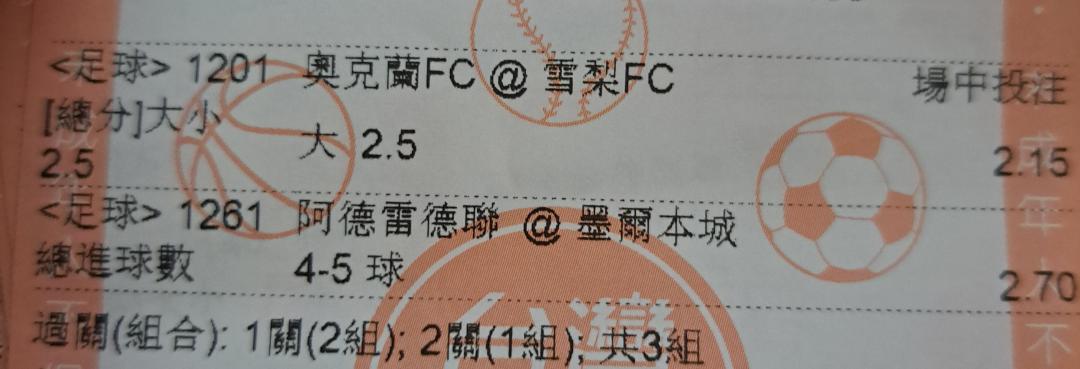 <足球> 1201 奧克蘭FC @ 雪梨FC 場中投注
[總分]大小 大 2.5
2.5 2.15
<足球> 1261 阿德雷德聯 @ 墨爾本城
總進球數 4-5 球 2.70
過關(組合): 1關(2組); 2關(1組); 共3組